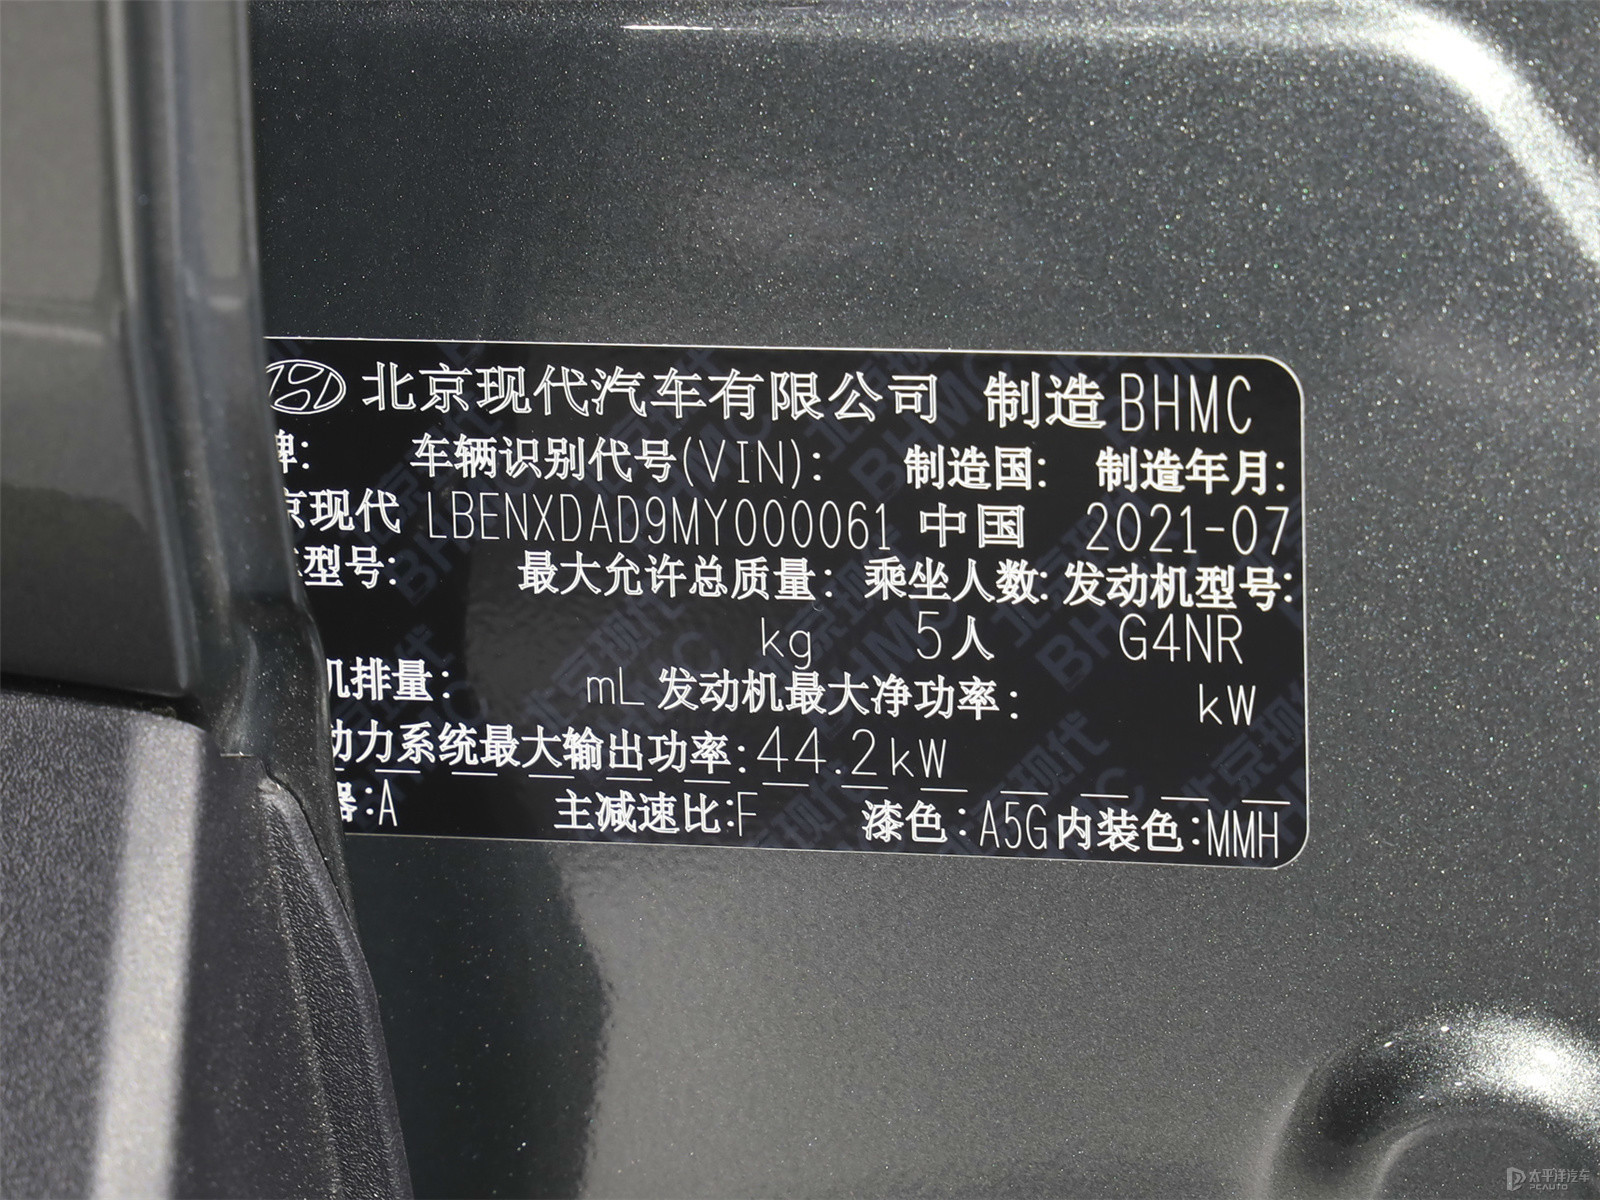 北京现代汽车有限公司 制造 BHMC
牌: 车辆识别代号(VIN): 制造国: 制造年月:
京现代 LBENXDAD9MY000061 中国 2021-07
型号: 最大允许总质量: 乘坐人数: 发动机型号:
kg 5人 G4NR
机排量: mL 发动机最大净功率: kW
动力系统最大输出功率:44.2kW
器:A 主减速比:F 漆色:A5G 内装色:MMH
太平洋汽车
PCAUTO